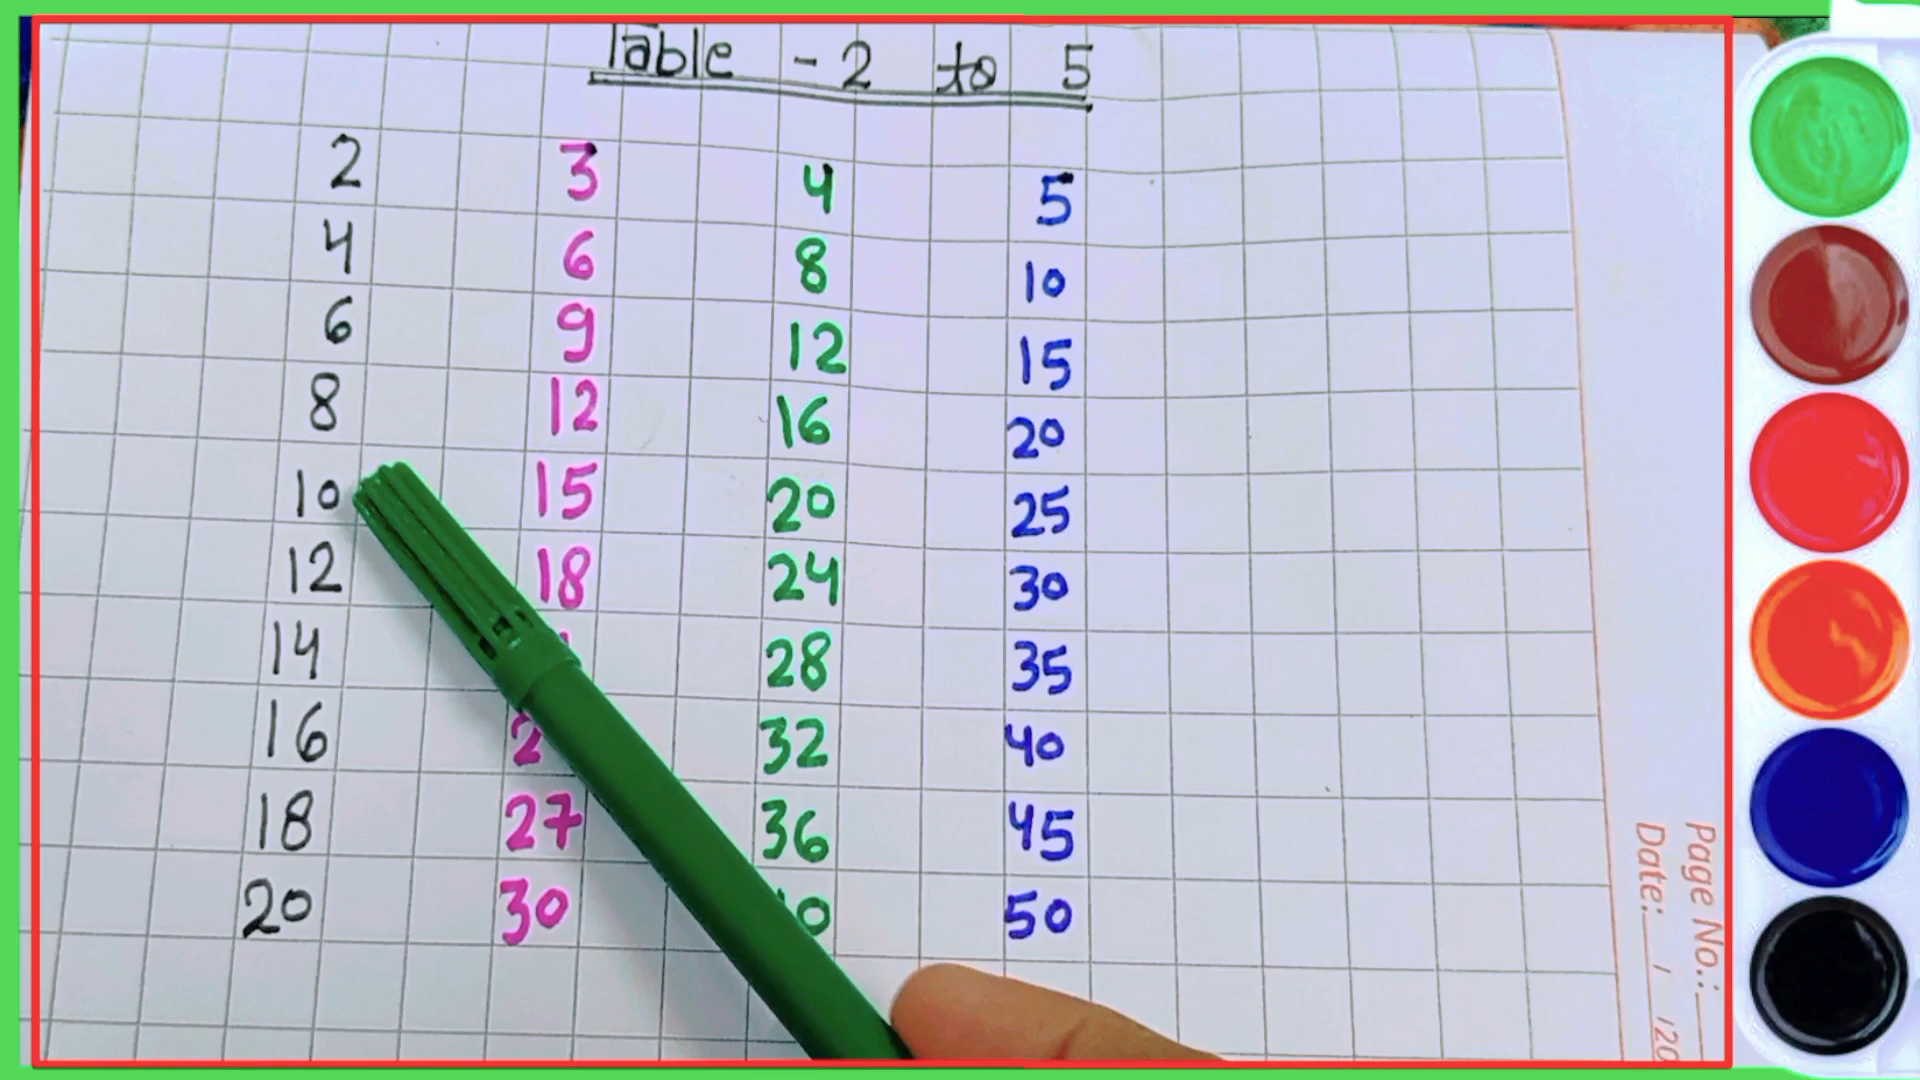 Table - 2 to 5
2 3 4 5
4 6 8 10
6 9 12 15
8 12 16 20
10 15 20 25
12 18 24 30
14 28 35
16 32 40
18 27 36 45
20 30 50
Page No.:
Date: / /20